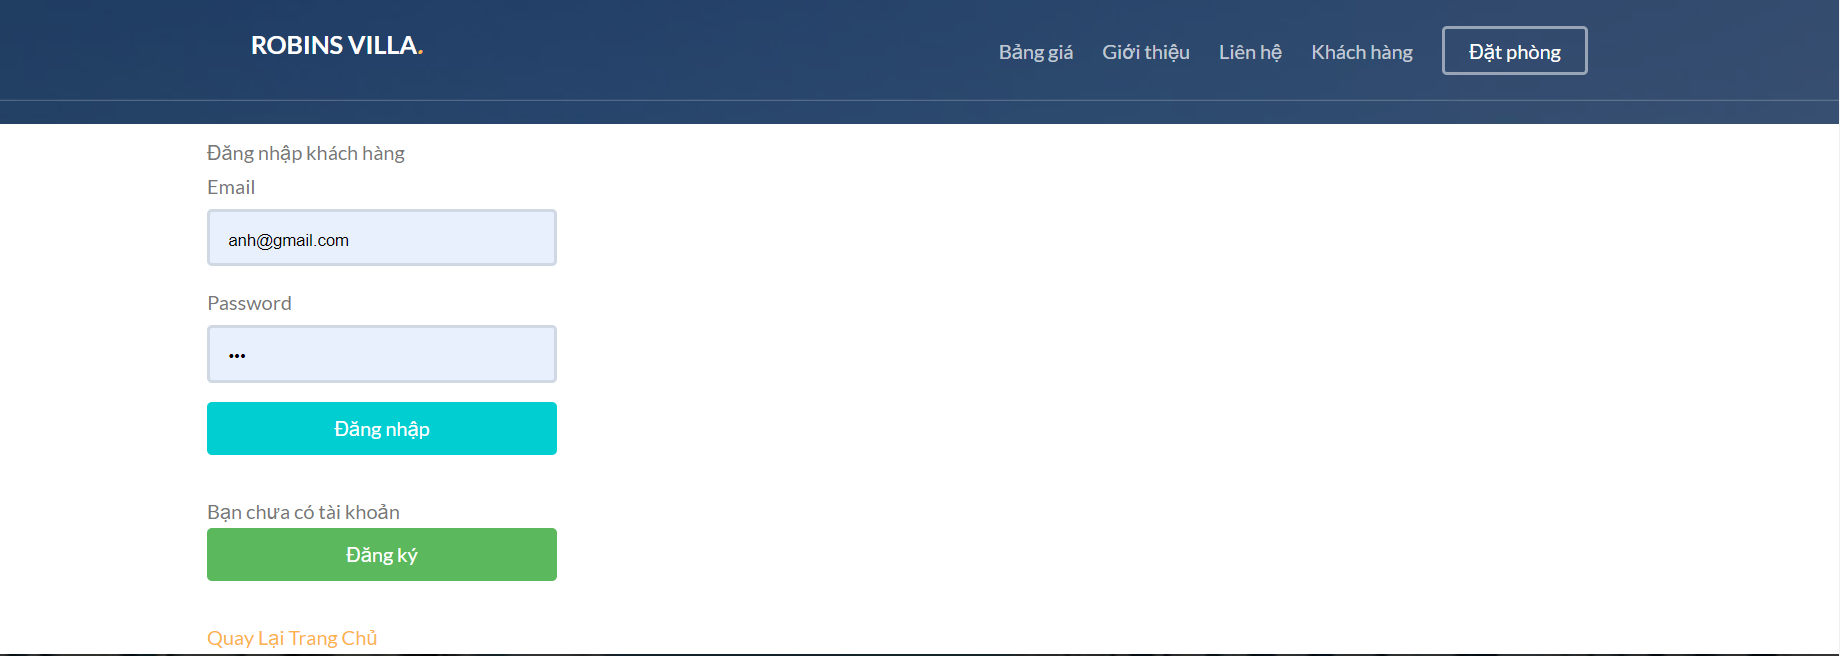 ROBINS VILLA.
Bảng giá Giới thiệu Liên hệ Khách hàng Đặt phòng
Đăng nhập khách hàng
Email
anh@gmail.com
Password
•••
Đăng nhập
Bạn chưa có tài khoản
Đăng ký
Quay Lại Trang Chủ